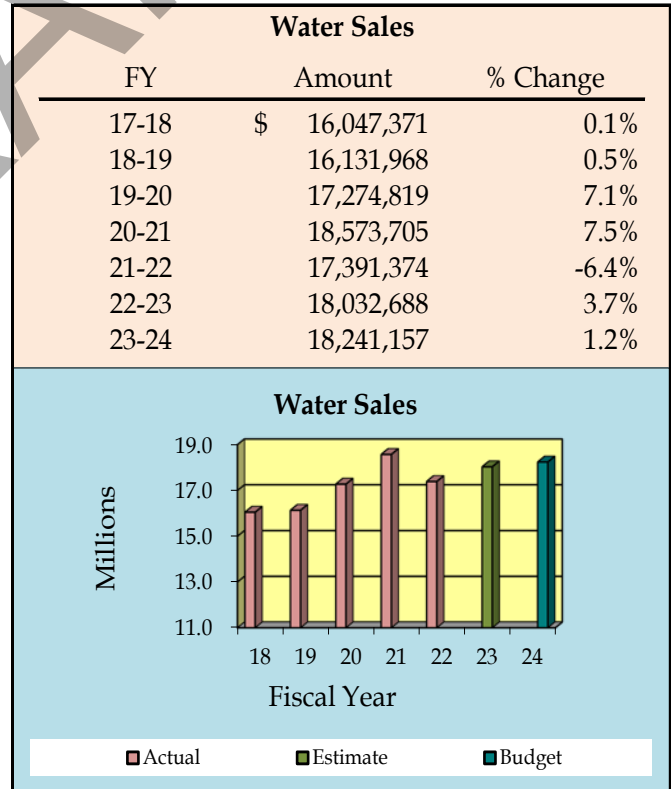 Water Sales
FY Amount % Change
17-18 $ 16,047,371 0.1%
18-19 16,131,968 0.5%
19-20 17,274,819 7.1%
20-21 18,573,705 7.5%
21-22 17,391,374 -6.4%
22-23 18,032,688 3.7%
23-24 18,241,157 1.2%
Water Sales
19.0
17.0
15.0
13.0
11.0
Millions
18 19 20 21 22 23 24
Fiscal Year
Actual Estimate Budget